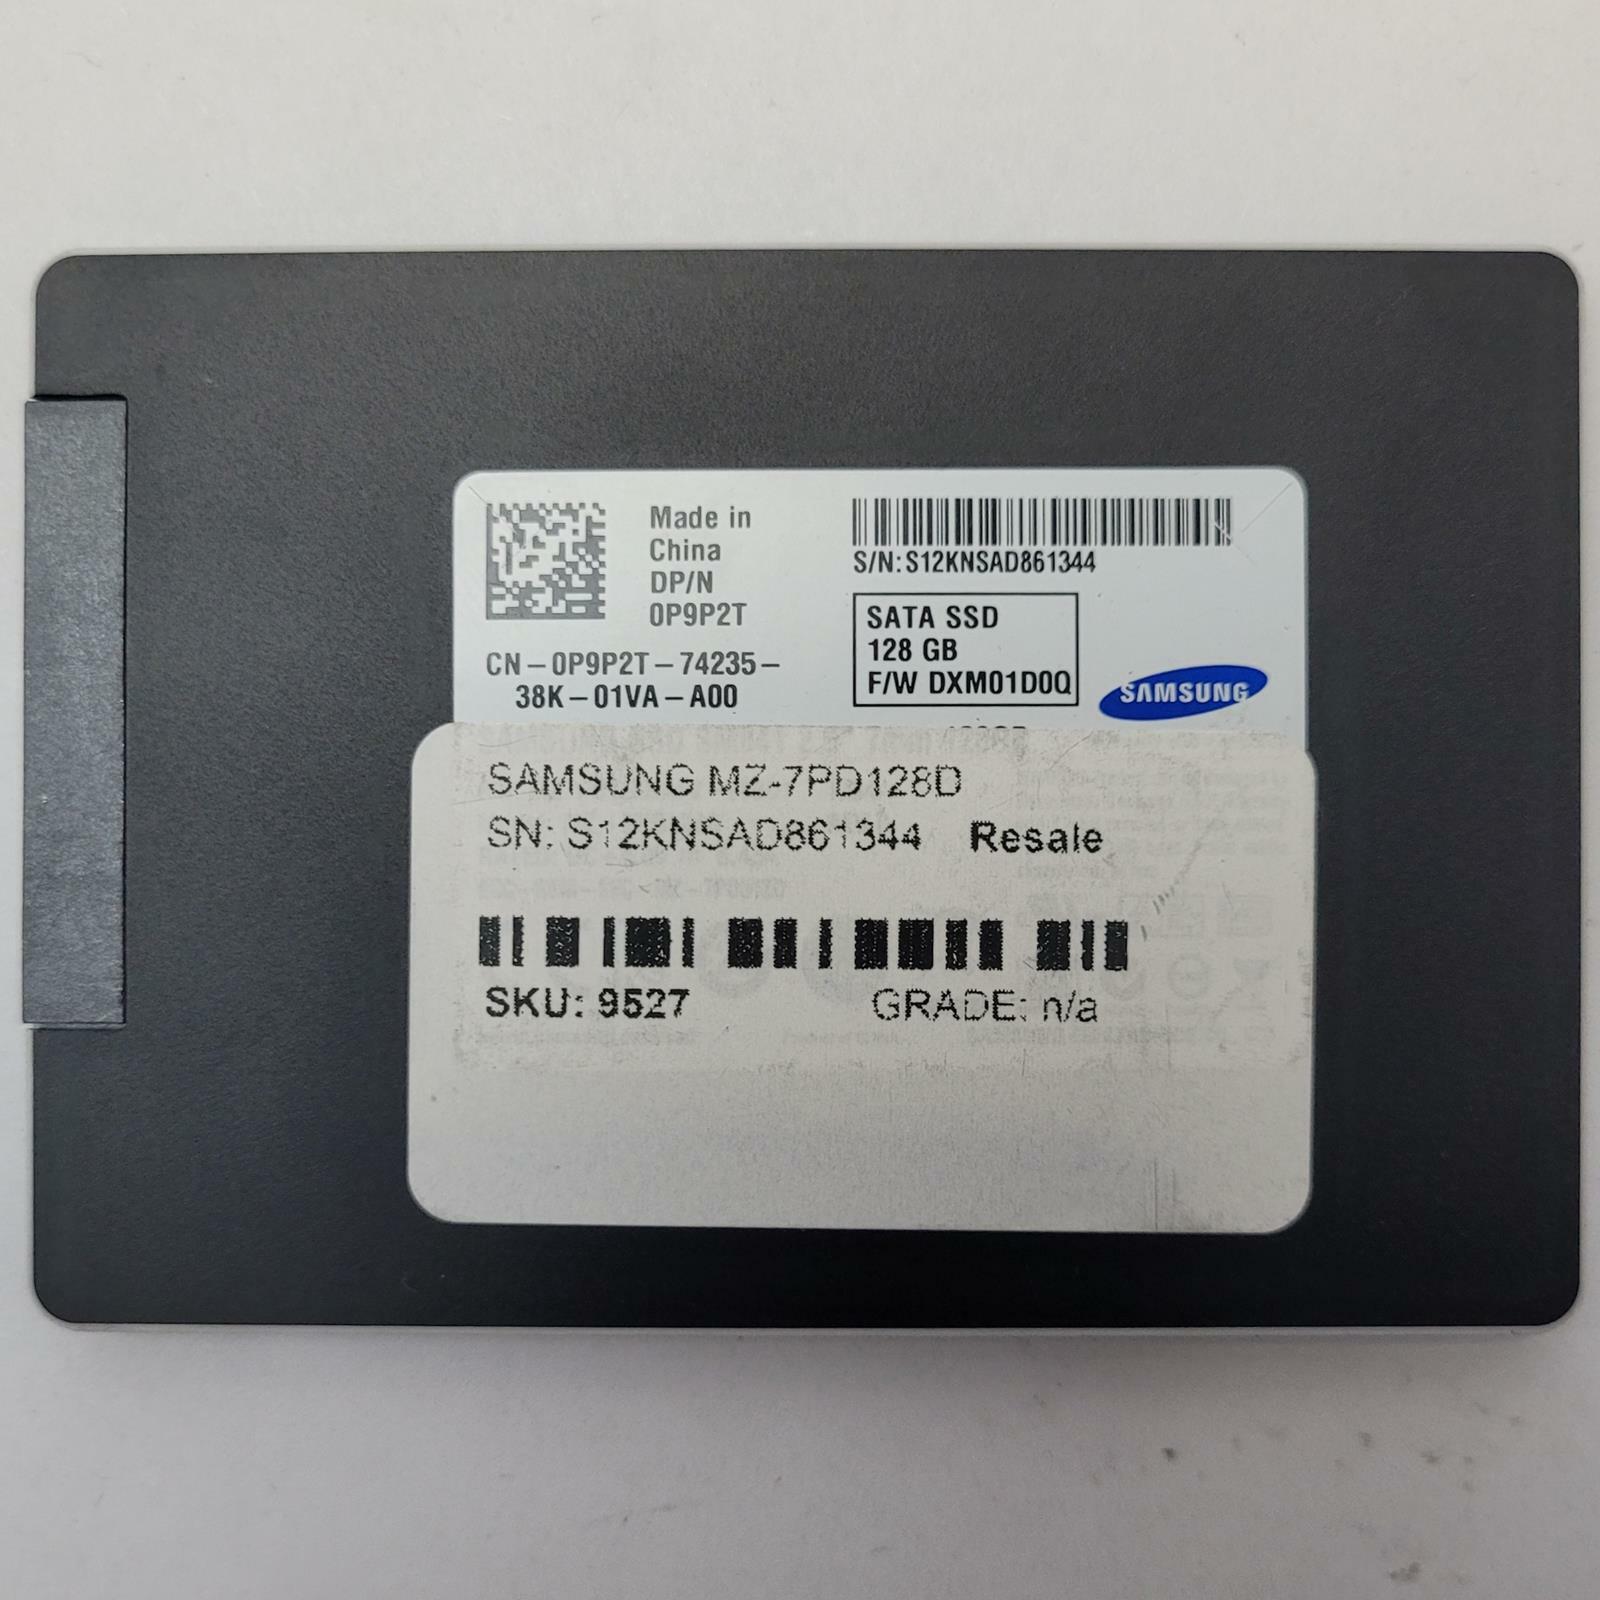 Made in
China
DP/N
0P9P2T
CN-0P9P2T-74235-
38K-01VA-A00
S/N:S12KNSAD861344
SATA SSD
128 GB
F/W DXM01D0Q
SAMSUNG
SAMSUNG MZ-7PD128D
SN: S12KNSAD861344 Resale
SKU: 9527 GRADE: n/a